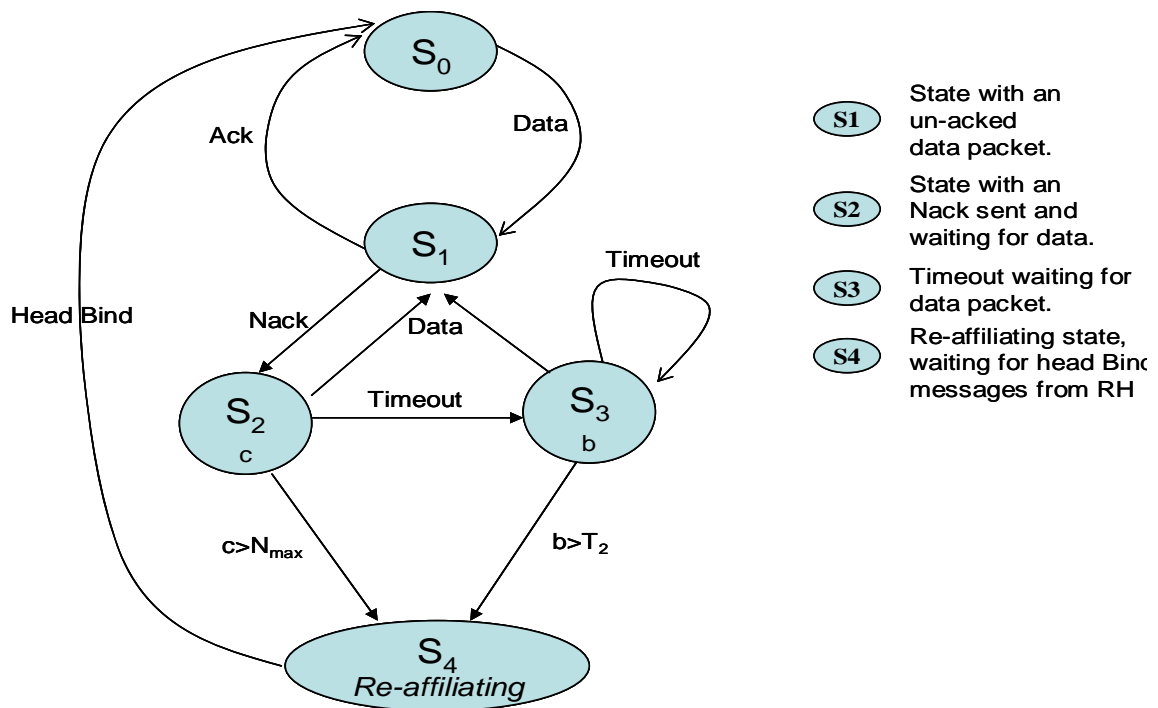 S0
Ack
Data
S1
Timeout
Head Bind
Nack
Data
S2
c
Timeout
S3
b
c>Nmax
b>T2
S4
Re-affiliating
S1
State with an
un-acked
data packet.
S2
State with an
Nack sent and
waiting for data.
S3
Timeout waiting for
data packet.
S4
Re-affiliating state,
waiting for head Bind
messages from RH